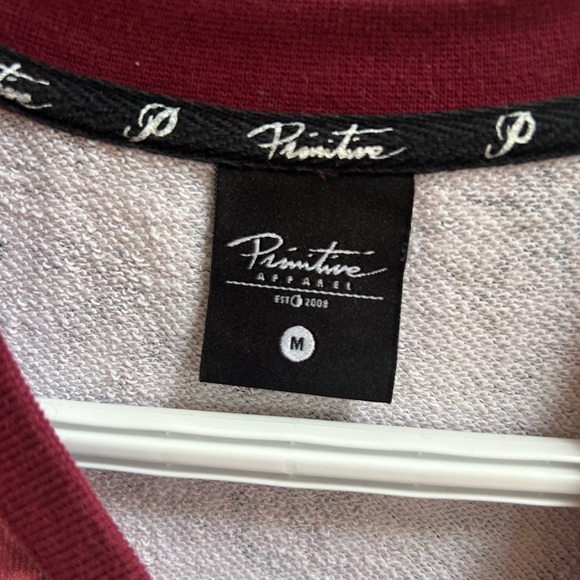 P Primitive P
Primitive
APPAREL
EST 2008
M